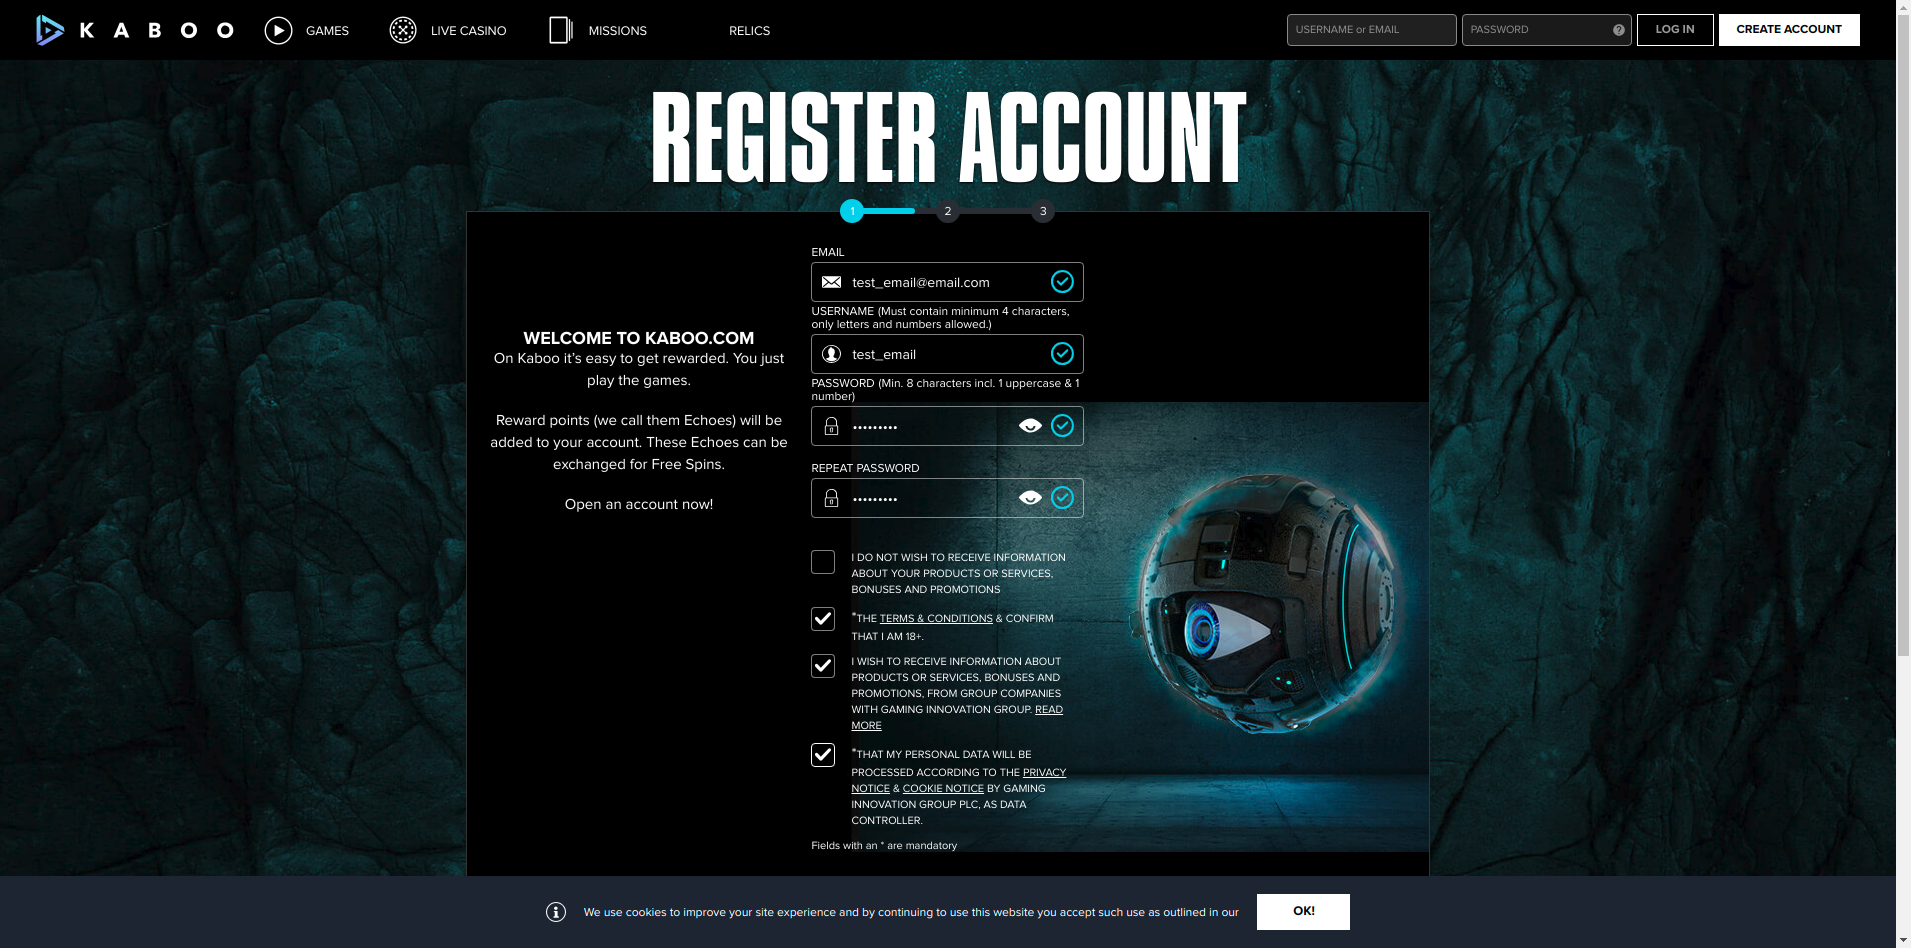 KABOO
GAMES
LIVE CASINO
MISSIONS
RELICS
USERNAME or EMAIL
PASSWORD
?
LOG IN
CREATE ACCOUNT
REGISTER ACCOUNT
1
2
3
WELCOME TO KABOO.COM
On Kaboo it’s easy to get rewarded. You just
play the games.
Reward points (we call them Echoes) will be
added to your account. These Echoes can be
exchanged for Free Spins.
Open an account now!
EMAIL
test_email@email.com
USERNAME (Must contain minimum 4 characters,
only letters and numbers allowed.)
test_email
PASSWORD (Min. 8 characters incl. 1 uppercase & 1
number)
•••••••••
REPEAT PASSWORD
•••••••••
I DO NOT WISH TO RECEIVE INFORMATION
ABOUT YOUR PRODUCTS OR SERVICES,
BONUSES AND PROMOTIONS
*THE TERMS & CONDITIONS & CONFIRM
THAT I AM 18+.
I WISH TO RECEIVE INFORMATION ABOUT
PRODUCTS OR SERVICES, BONUSES AND
PROMOTIONS, FROM GROUP COMPANIES
WITH GAMING INNOVATION GROUP. READ
MORE
*THAT MY PERSONAL DATA WILL BE
PROCESSED ACCORDING TO THE PRIVACY
NOTICE & COOKIE NOTICE BY GAMING
INNOVATION GROUP PLC, AS DATA
CONTROLLER.
Fields with an * are mandatory
We use cookies to improve your site experience and by continuing to use this website you accept such use as outlined in our
OK!